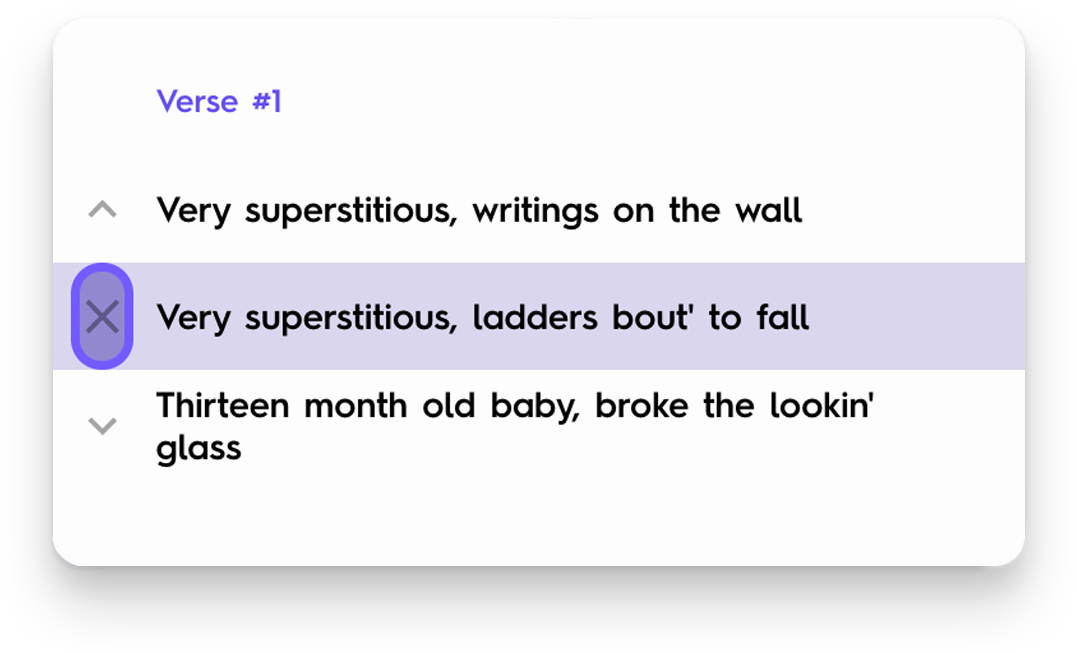 Verse #1
Very superstitious, writings on the wall
Very superstitious, ladders bout' to fall
Thirteen month old baby, broke the lookin'
glass